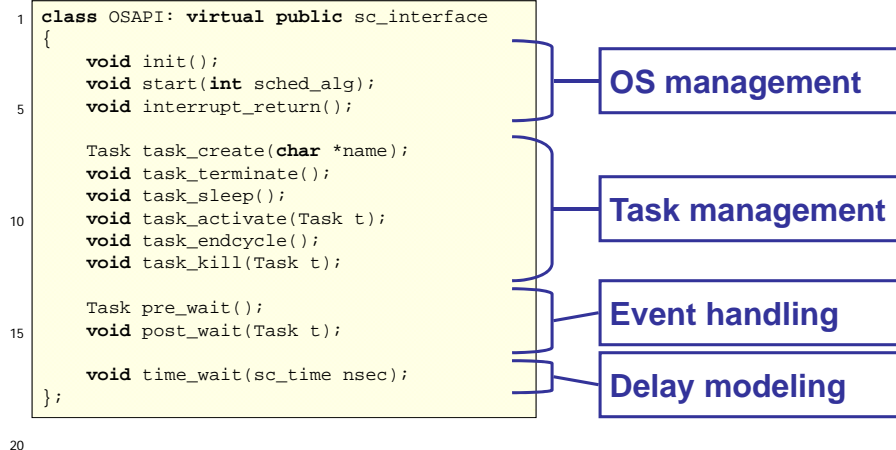 1 class OSAPI: virtual public sc_interface
{
void init();
void start(int sched_alg);
5 void interrupt_return();
OS management
Task task_create(char *name);
void task_terminate();
void task_sleep();
10 void task_activate(Task t);
void task_endcycle();
void task_kill(Task t);
Task management
Task pre_wait();
15 void post_wait(Task t);
Event handling
void time_wait(sc_time nsec);
};
Delay modeling
20